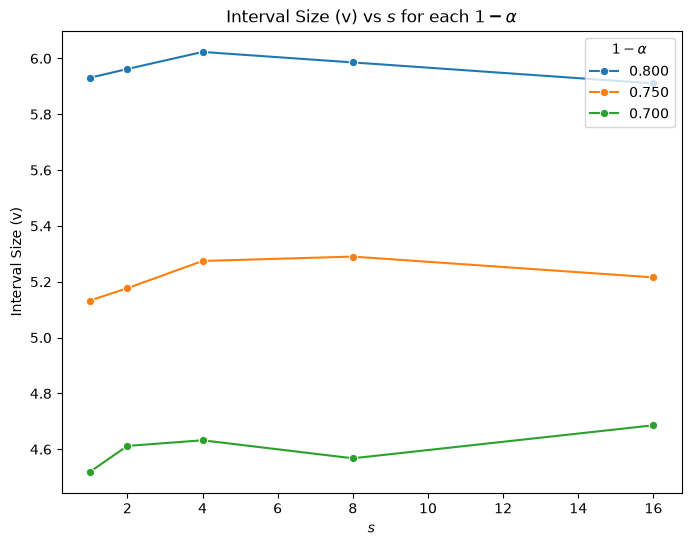 Interval Size (v) vs s for each 1 − α
1 − α
0.800
0.750
0.700
Interval Size (v)
6.0
5.8
5.6
5.4
5.2
5.0
4.8
4.6
2 4 6 8 10 12 14 16
s